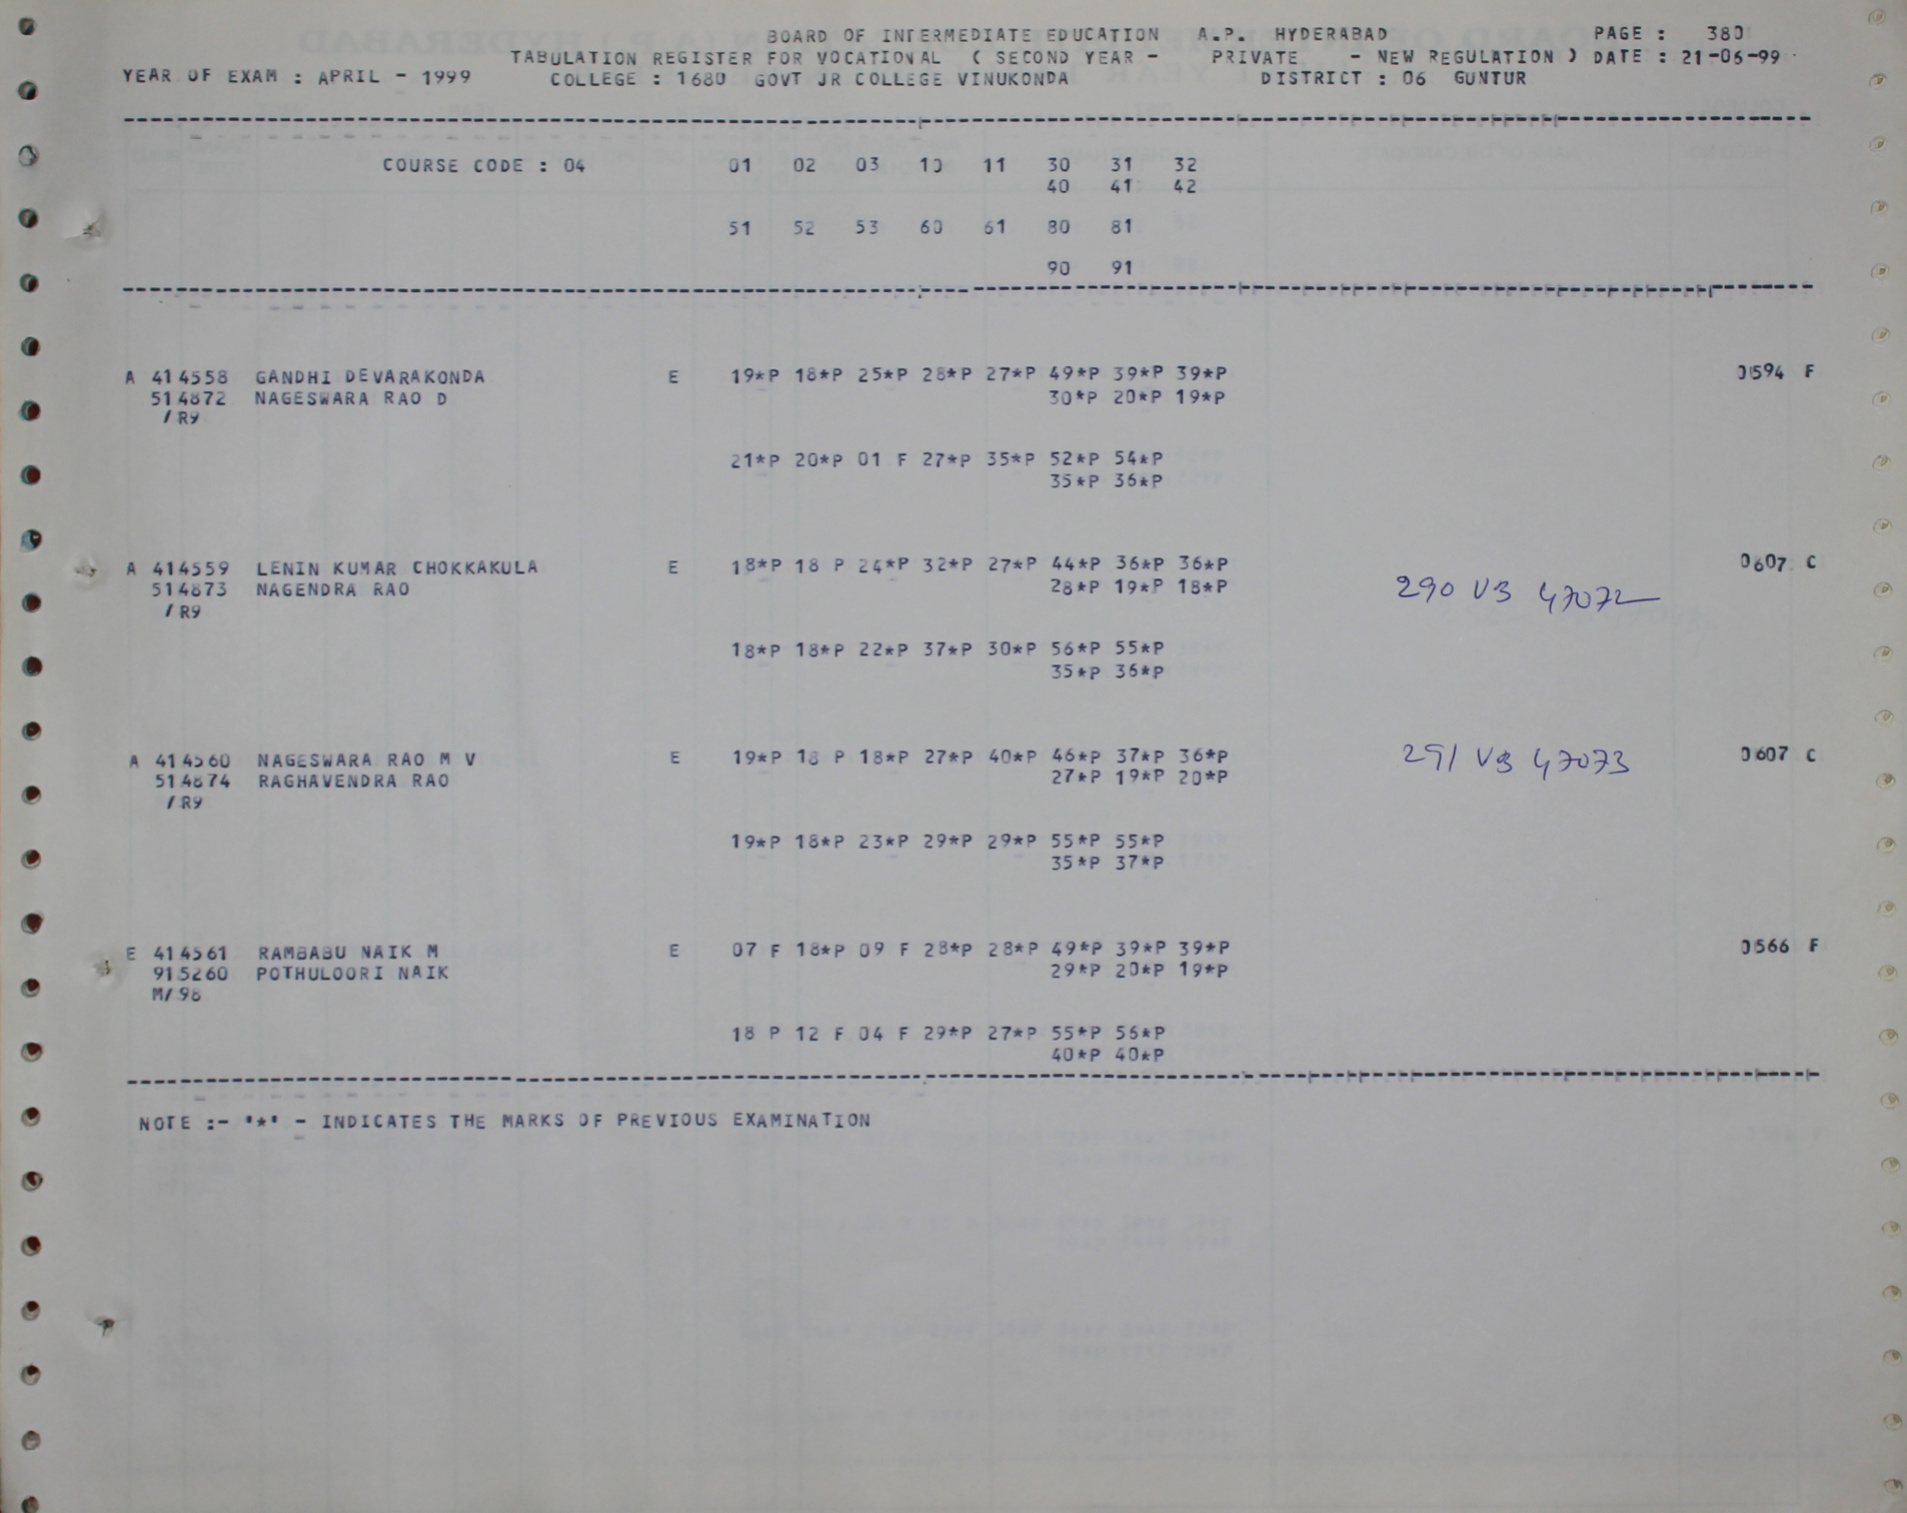 BOARD OF INTERMEDIATE EDUCATION A.P. HYDERABAD PAGE : 380
TABULATION REGISTER FOR VOCATIONAL ( SECOND YEAR - PRIVATE - NEW REGULATION ) DATE : 21-06-99
YEAR OF EXAM : APRIL - 1999 COLLEGE : 1680 GOVT JR COLLEGE VINUKONDA DISTRICT : 06 GUNTUR
COURSE CODE : 04 01 02 03 10 11 30 31 32
40 41 42
51 52 53 60 61 80 81
90 91
A 414558 GANDHI DEVARAKONDA E 19*P 18*P 25*P 28*P 27*P 49*P 39*P 39*P 0594 F
514872 NAGESWARA RAO D 30*P 20*P 19*P
/R9
21*P 20*P 01 F 27*P 35*P 52*P 54*P
35*P 36*P
A 414559 LENIN KUMAR CHOKKAKULA E 18*P 18 P 24*P 32*P 27*P 44*P 36*P 36*P 0607 C
514873 NAGENDRA RAO 28*P 19*P 18*P 290 VB 47072
/R9
18*P 18*P 22*P 37*P 30*P 56*P 55*P
35*P 36*P
A 414560 NAGESWARA RAO M V E 19*P 18 P 18*P 27*P 40*P 46*P 37*P 36*P 291 VB 47073 0607 C
514874 RAGHAVENDRA RAO 27*P 19*P 20*P
/R9
19*P 18*P 23*P 29*P 29*P 55*P 55*P
35*P 37*P
E 414561 RAMBABU NAIK M E 07 F 18*P 09 F 28*P 28*P 49*P 39*P 39*P 0566 F
915260 POTHULOORI NAIK 29*P 20*P 19*P
M/98
18 P 12 F 04 F 29*P 27*P 55*P 56*P
40*P 40*P
NOTE :- '*' - INDICATES THE MARKS OF PREVIOUS EXAMINATION